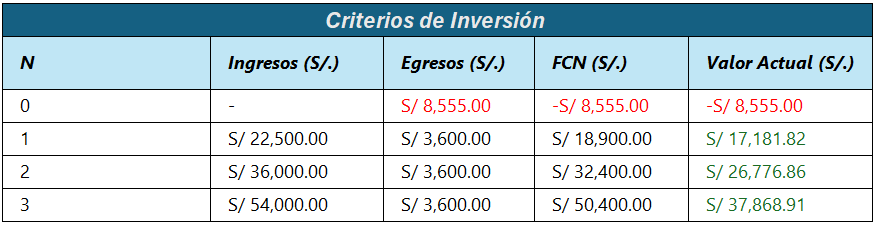 Criterios de Inversión
N Ingresos (S/.) Egresos (S/.) FCN (S/.) Valor Actual (S/.)
0 - S/ 8,555.00 -S/ 8,555.00 -S/ 8,555.00
1 S/ 22,500.00 S/ 3,600.00 S/ 18,900.00 S/ 17,181.82
2 S/ 36,000.00 S/ 3,600.00 S/ 32,400.00 S/ 26,776.86
3 S/ 54,000.00 S/ 3,600.00 S/ 50,400.00 S/ 37,868.91